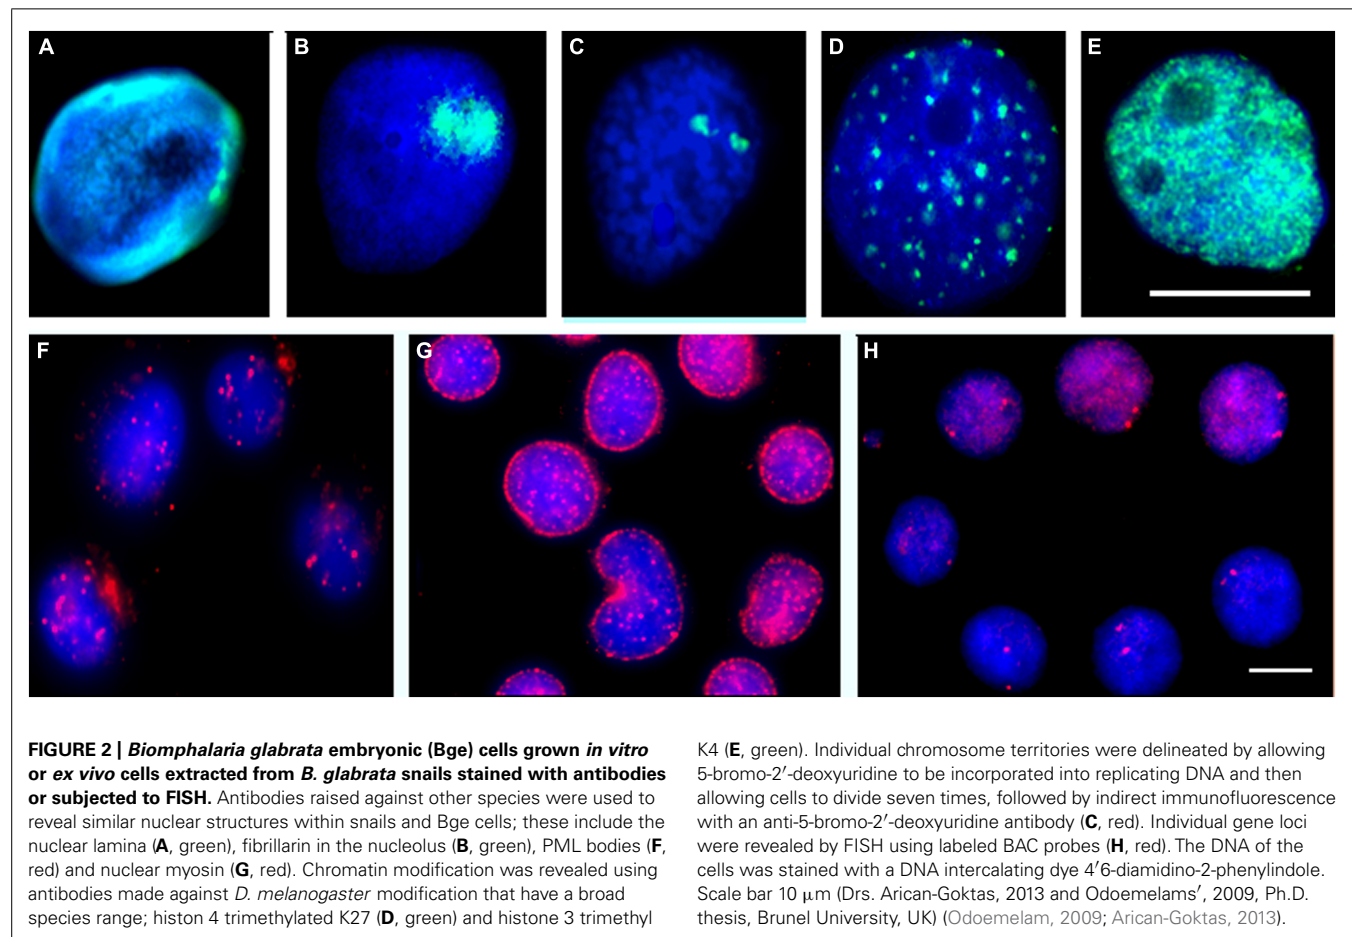 A
B
C
D
E
F
G
H
FIGURE 2 | Biomphalaria glabrata embryonic (Bge) cells grown in vitro
or ex vivo cells extracted from B. glabrata snails stained with antibodies
or subjected to FISH. Antibodies raised against other species were used to
reveal similar nuclear structures within snails and Bge cells; these include the
nuclear lamina (A, green), fibrillarin in the nucleolus (B, green), PML bodies (F,
red) and nuclear myosin (G, red). Chromatin modification was revealed using
antibodies made against D. melanogaster modification that have a broad
species range; histon 4 trimethylated K27 (D, green) and histone 3 trimethyl
K4 (E, green). Individual chromosome territories were delineated by allowing
5-bromo-2′-deoxyuridine to be incorporated into replicating DNA and then
allowing cells to divide seven times, followed by indirect immunofluorescence
with an anti-5-bromo-2′-deoxyuridine antibody (C, red). Individual gene loci
were revealed by FISH using labeled BAC probes (H, red). The DNA of the
cells was stained with a DNA intercalating dye 4′6-diamidino-2-phenylindole.
Scale bar 10 μm (Drs. Arican-Goktas, 2013 and Odoemelams′, 2009, Ph.D.
thesis, Brunel University, UK) (Odoemelam, 2009; Arican-Goktas, 2013).